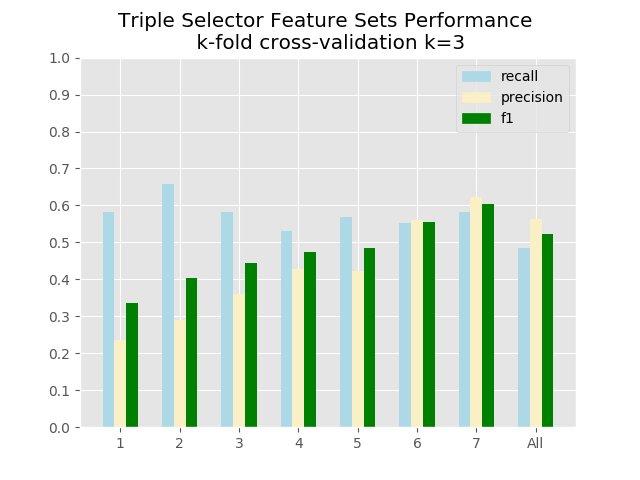 Triple Selector Feature Sets Performance
k-fold cross-validation k=3
1.0
0.9
0.8
0.7
0.6
0.5
0.4
0.3
0.2
0.1
0.0
recall
precision
f1
1 2 3 4 5 6 7 All